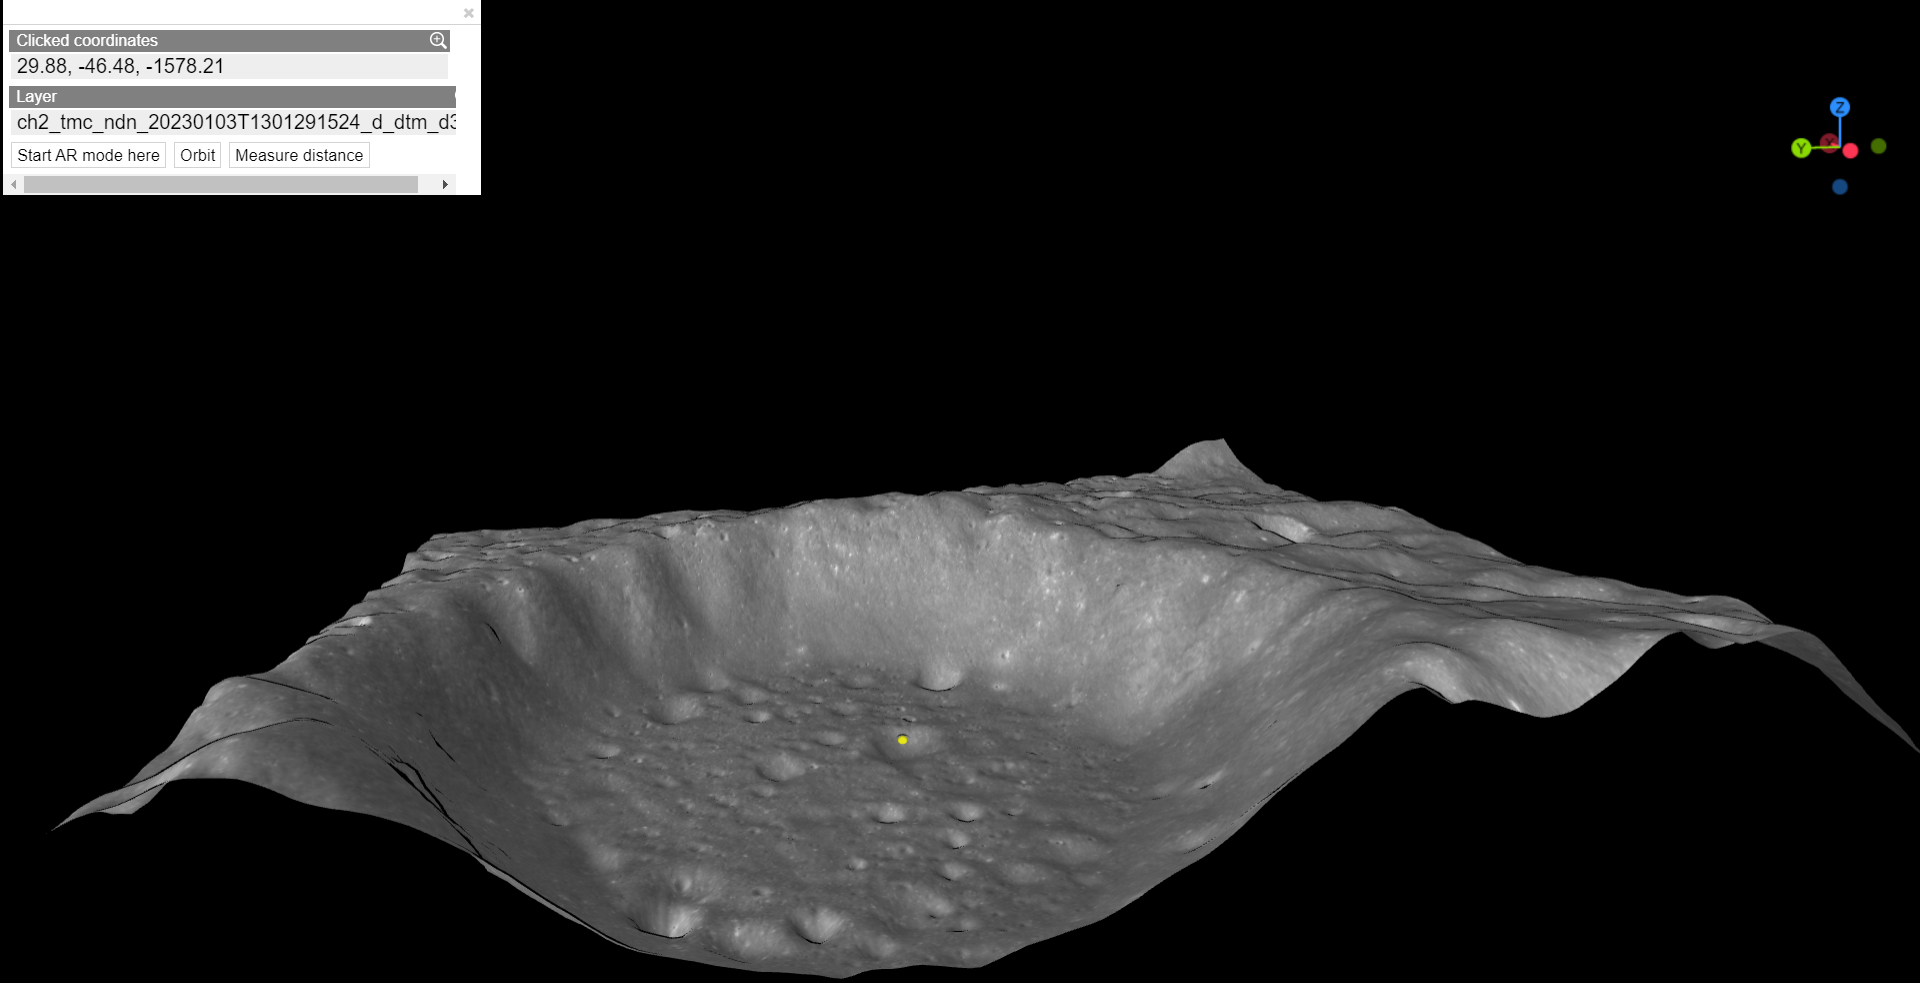 Clicked coordinates
29.88, -46.48, -1578.21
Layer
ch2_tmc_ndn_20230103T1301291524_d_dtm_d3
Start AR mode here Orbit Measure distance
Z
Y X